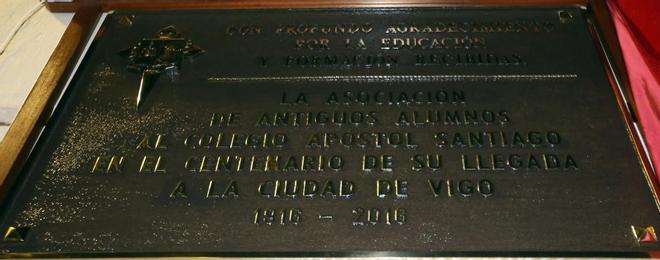 CON PROFUNDO AGRADECIMIENTO
POR LA EDUCACIÓN
Y FORMACIÓN RECIBIDAS
LA ASOCIACIÓN
DE ANTIGUOS ALUMNOS
AL COLEGIO APÓSTOL SANTIAGO
EN EL CENTENARIO DE SU LLEGADA
A LA CIUDAD DE VIGO
1916 - 2016